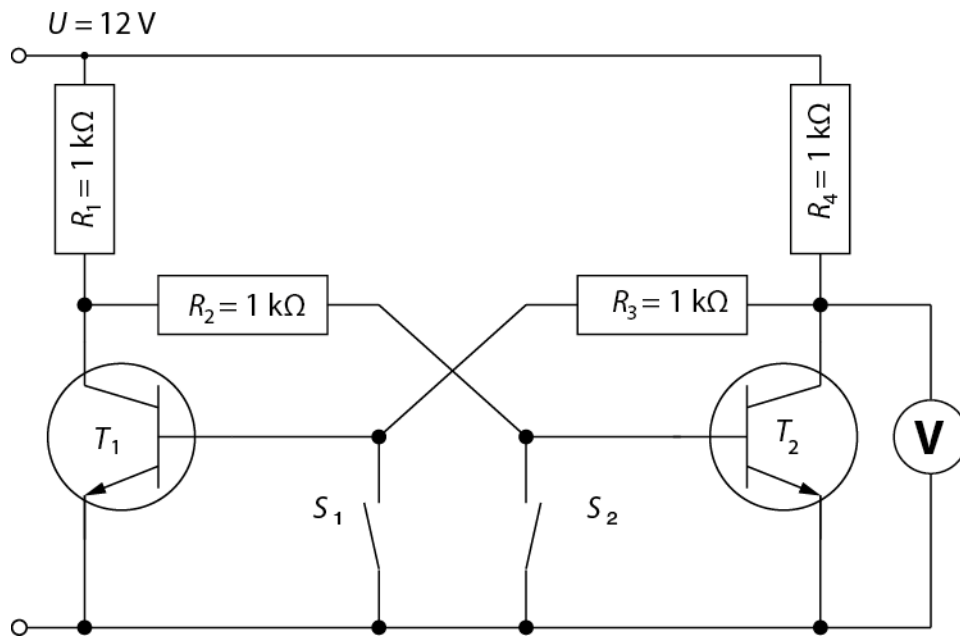 U = 12 V
R₁ = 1 kΩ
R₄ = 1 kΩ
R₂ = 1 kΩ
R₃ = 1 kΩ
T₁
T₂
V
S₁
S₂